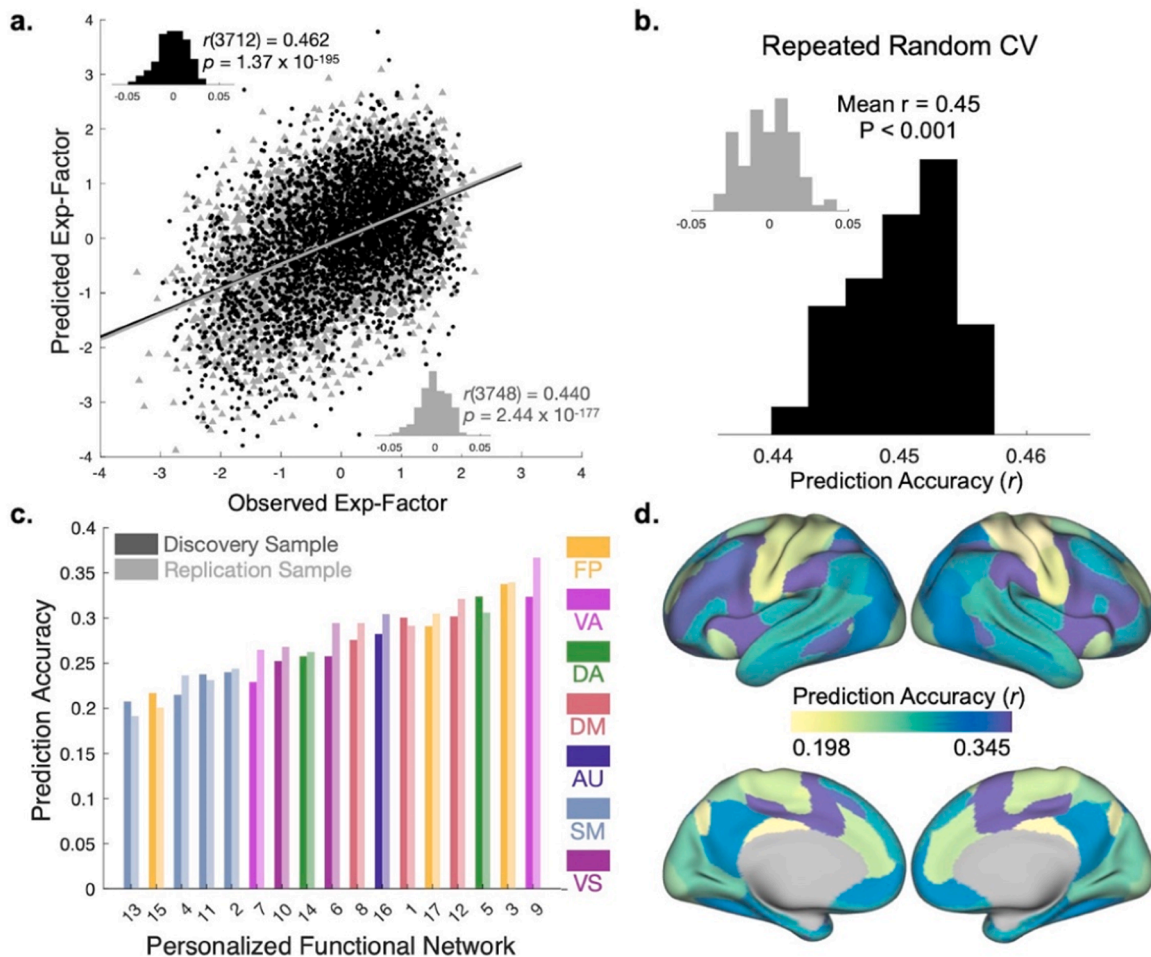 a.
4
3
2
1
0
-1
-2
-3
-4
-4 -3 -2 -1 0 1 2 3 4
Predicted Exp-Factor
Observed Exp-Factor
r(3712) = 0.462
p = 1.37 x 10-195
-0.05 0 0.05
r(3748) = 0.440
p = 2.44 x 10-177
-0.05 0 0.05
b.
Repeated Random CV
Mean r = 0.45
P < 0.001
-0.05 0 0.05
0.44 0.45 0.46
Prediction Accuracy (r)
c.
0.4
0.35
0.3
0.25
0.2
0.15
0.1
0.05
0
Prediction Accuracy
Discovery Sample
Replication Sample
13 15 4 11 2 7 10 14 6 8 16 1 17 12 5 3 9
Personalized Functional Network
FP
VA
DA
DM
AU
SM
VS
d.
Prediction Accuracy (r)
0.198 0.345